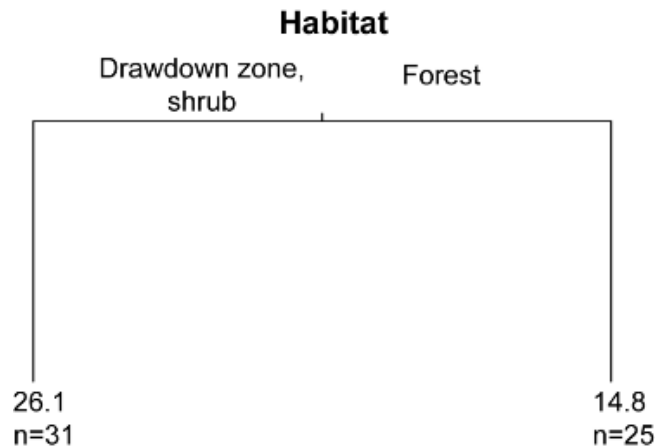 Habitat
Drawdown zone,
shrub
Forest
26.1
n=31
14.8
n=25